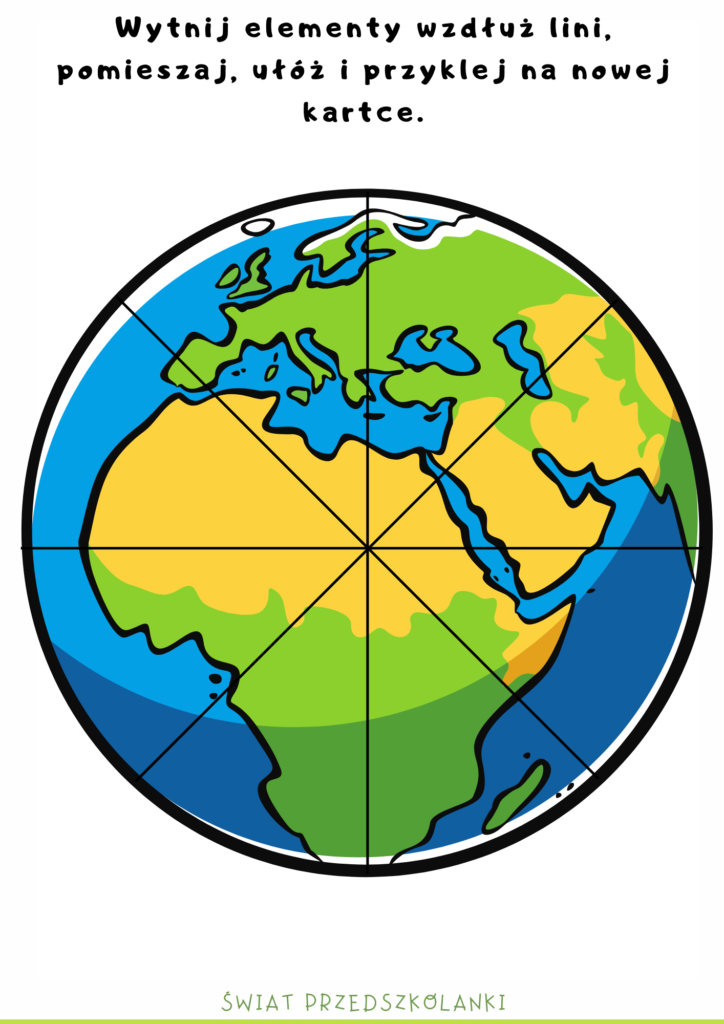 Wytnij elementy wzdłuż lini,
pomieszaj, ułóż i przyklej na nowej
kartce.
ŚWIAT PRZEDSZKOLANKI